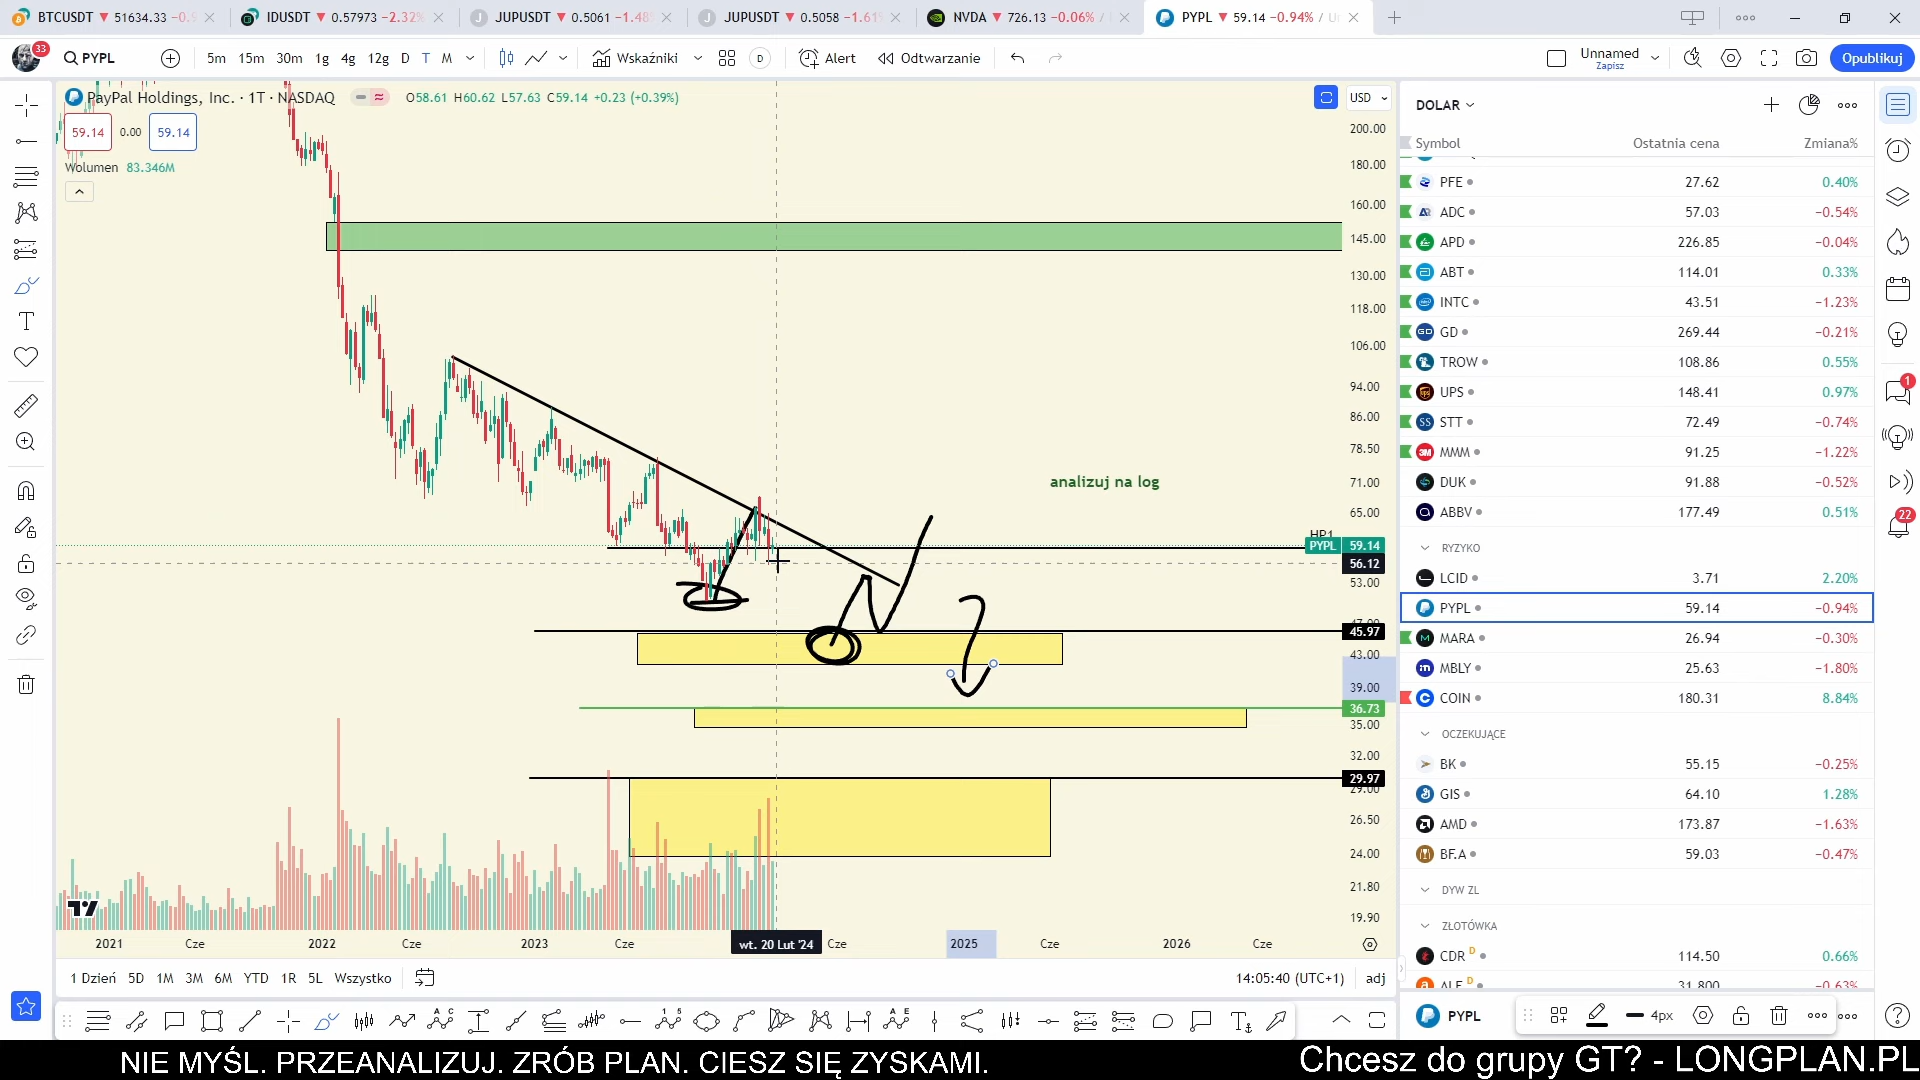 BTCUSDT ▼ 51634.33
IDUSDT ▼ 0.57973 −2.32%
JUPUSDT ▼ 0.5061 −1.48
JUPUSDT ▼ 0.5058 −1.61
NVDA ▼ 726.13 −0.06% /
PYPL ▼ 59.14 −0.94% /
33
PYPL
5m 15m 30m 1g 4g 12g D T M
Wskaźniki
D
Alert
Odtwarzanie
Unnamed
Zapisz
Opublikuj
PayPal Holdings, Inc. · 1T · NASDAQ
O58.61 H60.62 L57.63 C59.14 +0.23 (+0.39%)
USD
59.14 0.00 59.14
Wolumen 83.346M
analizuj na log
HP1
PYPL 59.14
200.00
180.00
160.00
145.00
130.00
118.00
106.00
94.00
86.00
78.50
71.00
65.00
56.12
53.00
45.97
43.00
39.00
36.73
35.00
32.00
29.97
29.00
26.50
24.00
21.80
19.90
2021 Cze 2022 Cze 2023 Cze wt. 20 Lut '24 Cze 2025 Cze 2026 Cze
1 Dzień 5D 1M 3M 6M YTD 1R 5L Wszystko
14:05:40 (UTC+1) adj
DOLAR
Symbol Ostatnia cena Zmiana%
PFE 27.62 0.40%
ADC 57.03 −0.54%
APD 226.85 −0.04%
ABT 114.01 0.33%
INTC 43.51 −1.23%
GD 269.44 −0.21%
TROW 108.86 0.55%
UPS 148.41 0.97%
STT 72.49 −0.74%
MMM 91.25 −1.22%
DUK 91.88 −0.52%
ABBV 177.49 0.51%
RYZYKO
LCID 3.71 2.20%
PYPL 59.14 −0.94%
MARA 26.94 −0.30%
MBLY 25.63 −1.80%
COIN 180.31 8.84%
OCZEKUJĄCE
BK 55.15 −0.25%
GIS 64.10 1.28%
AMD 173.87 −1.63%
BF.A 59.03 −0.47%
DYW ZL
ZŁOTÓWKA
CDR D 114.50 0.66%
ALE D 31.800 −0.63%
PYPL
4px
1
22
NIE MYŚL. PRZEANALIZUJ. ZRÓB PLAN. CIESZ SIĘ ZYSKAMI.
Chcesz do grupy GT? - LONGPLAN.PL